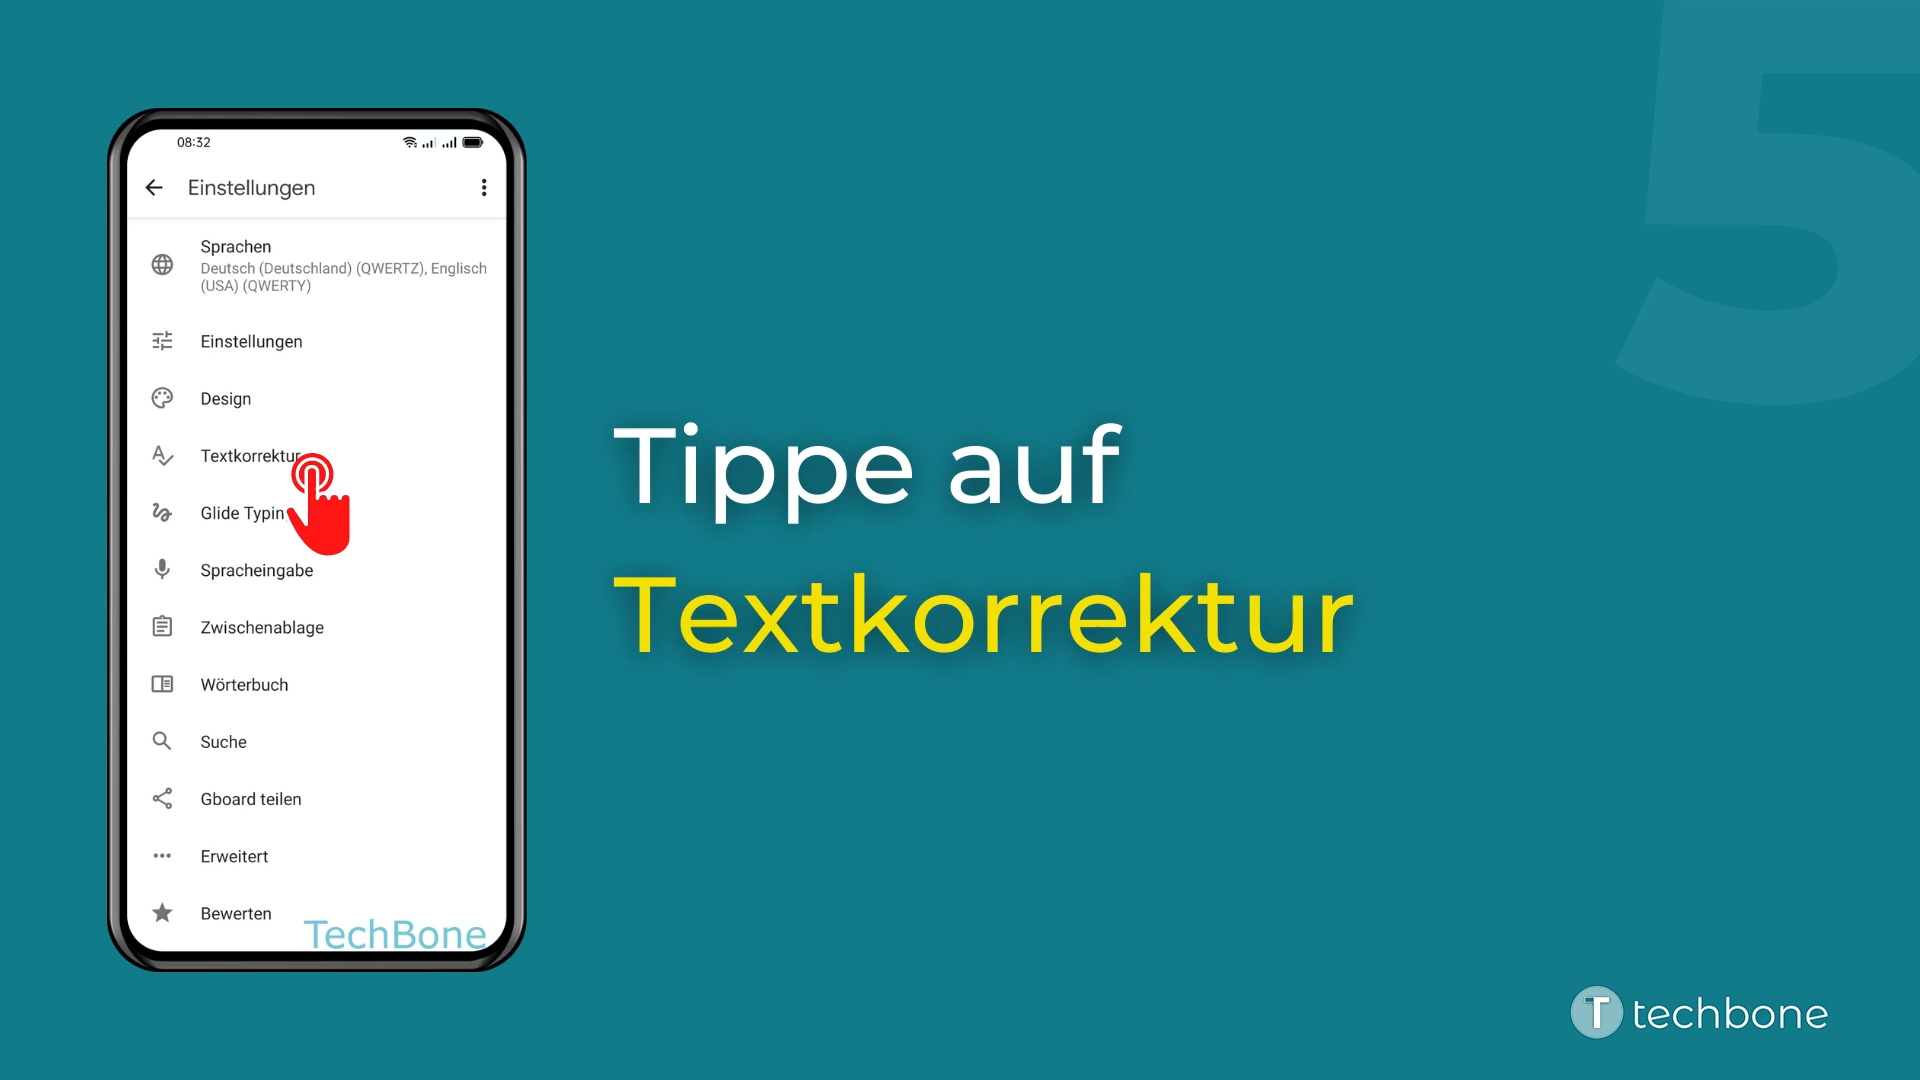 5
08:32
Einstellungen
Sprachen
Deutsch (Deutschland) (QWERTZ), Englisch
(USA) (QWERTY)
Einstellungen
Design
Textkorrektur
Glide Typin
Spracheingabe
Zwischenablage
Wörterbuch
Suche
Gboard teilen
Erweitert
Bewerten
TechBone
Tippe auf
Textkorrektur
T techbone